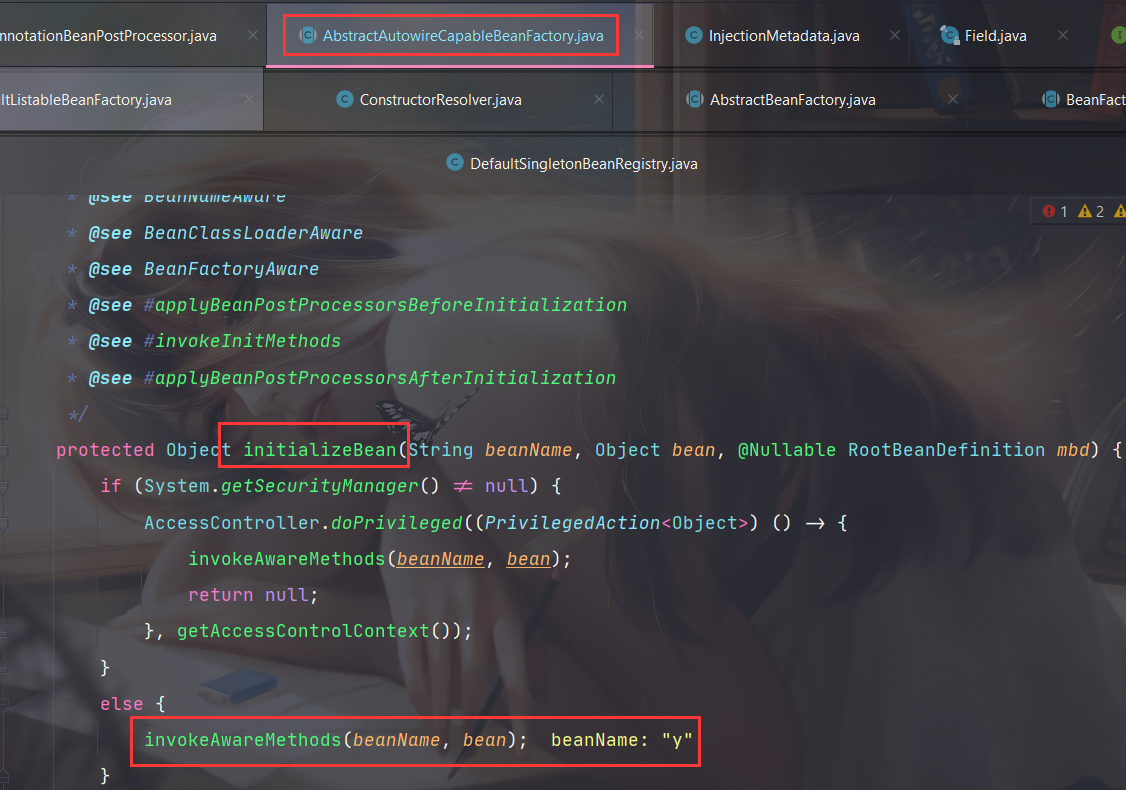 nnotationBeanPostProcessor.java AbstractAutowireCapableBeanFactory.java InjectionMetadata.java Field.java
ltListableBeanFactory.java ConstructorResolver.java AbstractBeanFactory.java BeanFact
DefaultSingletonBeanRegistry.java
* @see BeanNameAware
1 2
* @see BeanClassLoaderAware
* @see BeanFactoryAware
* @see #applyBeanPostProcessorsBeforeInitialization
* @see #invokeInitMethods
* @see #applyBeanPostProcessorsAfterInitialization
*/
protected Object initializeBean(String beanName, Object bean, @Nullable RootBeanDefinition mbd) {
if (System.getSecurityManager() ≠ null) {
AccessController.doPrivileged((PrivilegedAction<Object>) () → {
invokeAwareMethods(beanName, bean);
return null;
}, getAccessControlContext());
}
else {
invokeAwareMethods(beanName, bean); beanName: "y"
}